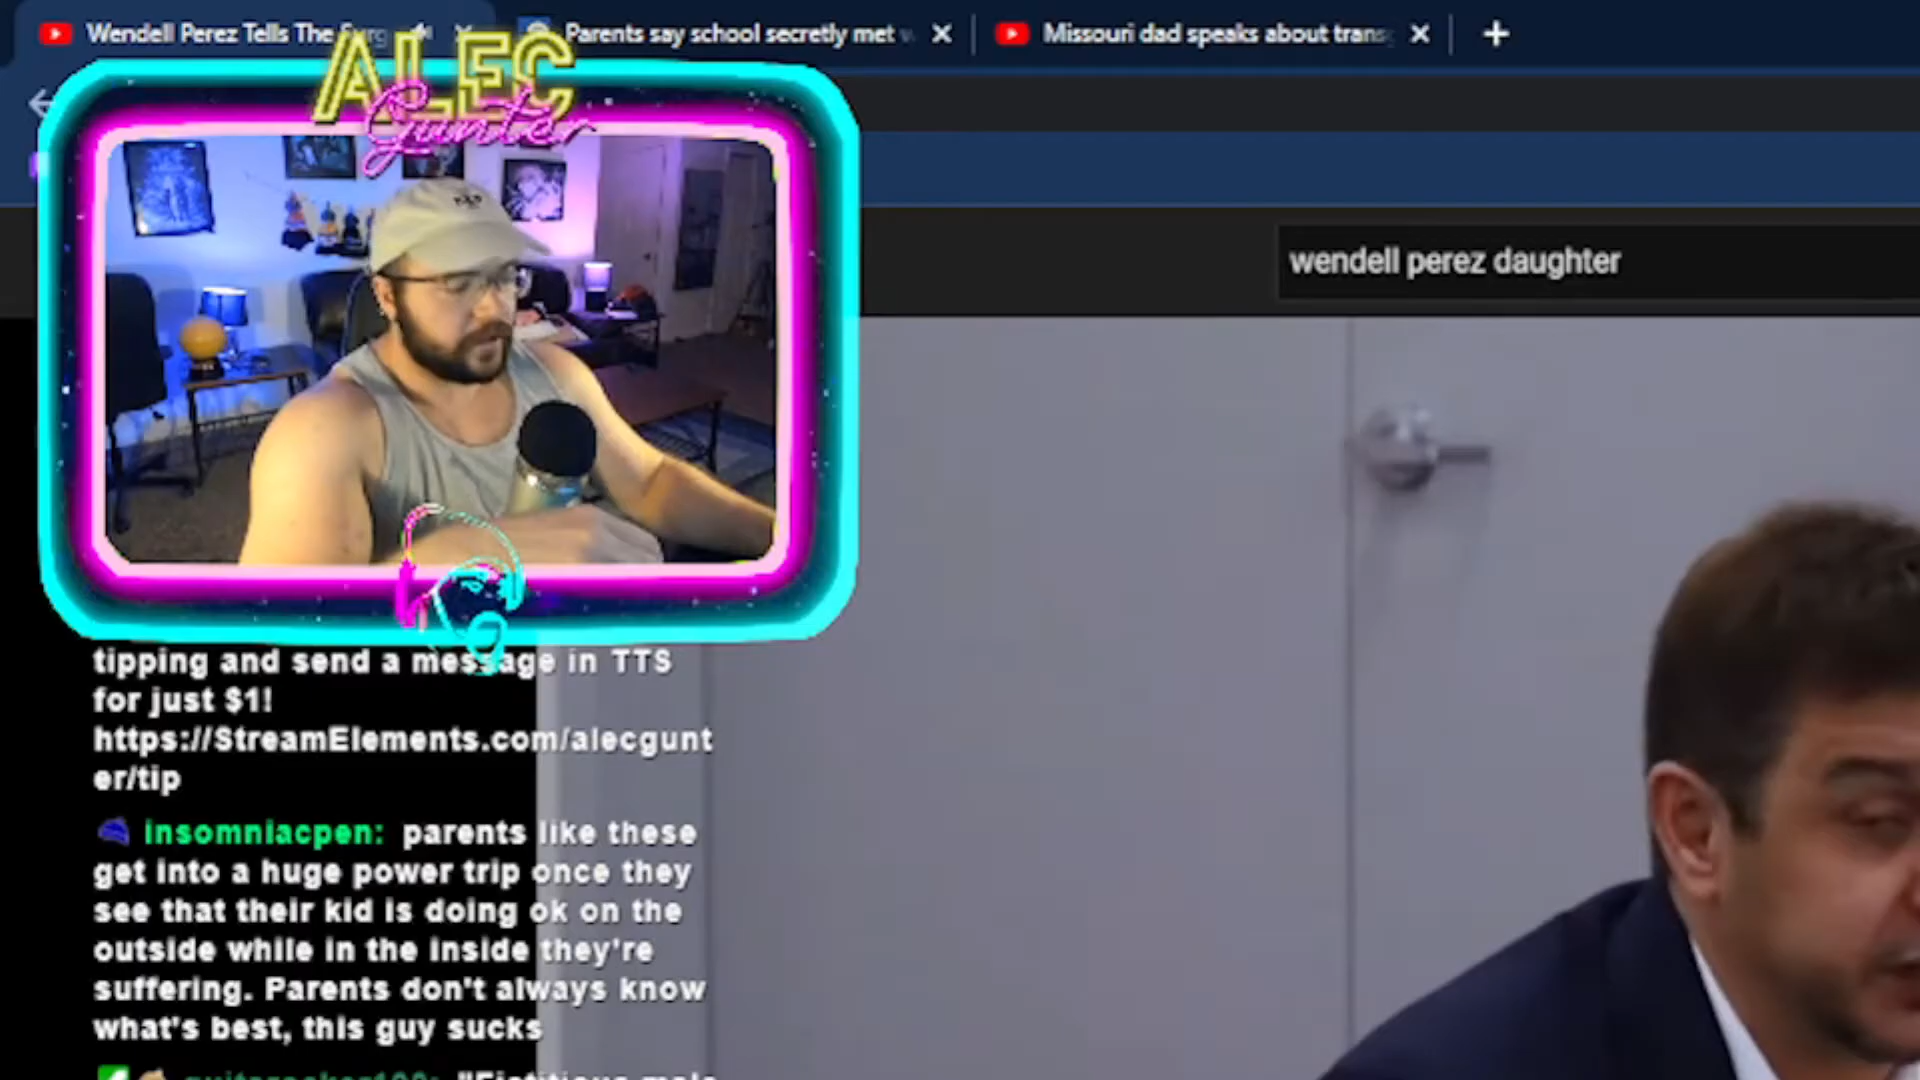 Wendell Perez Tells The Surg
Parents say school secretly met
Missouri dad speaks about trans
ALEC
Gunter
wendell perez daughter
tipping and send a message in TTS
for just $1!
https://StreamElements.com/alecgunt
er/tip
insomniacpen: parents like these
get into a huge power trip once they
see that their kid is doing ok on the
outside while in the inside they're
suffering. Parents don't always know
what's best, this guy sucks